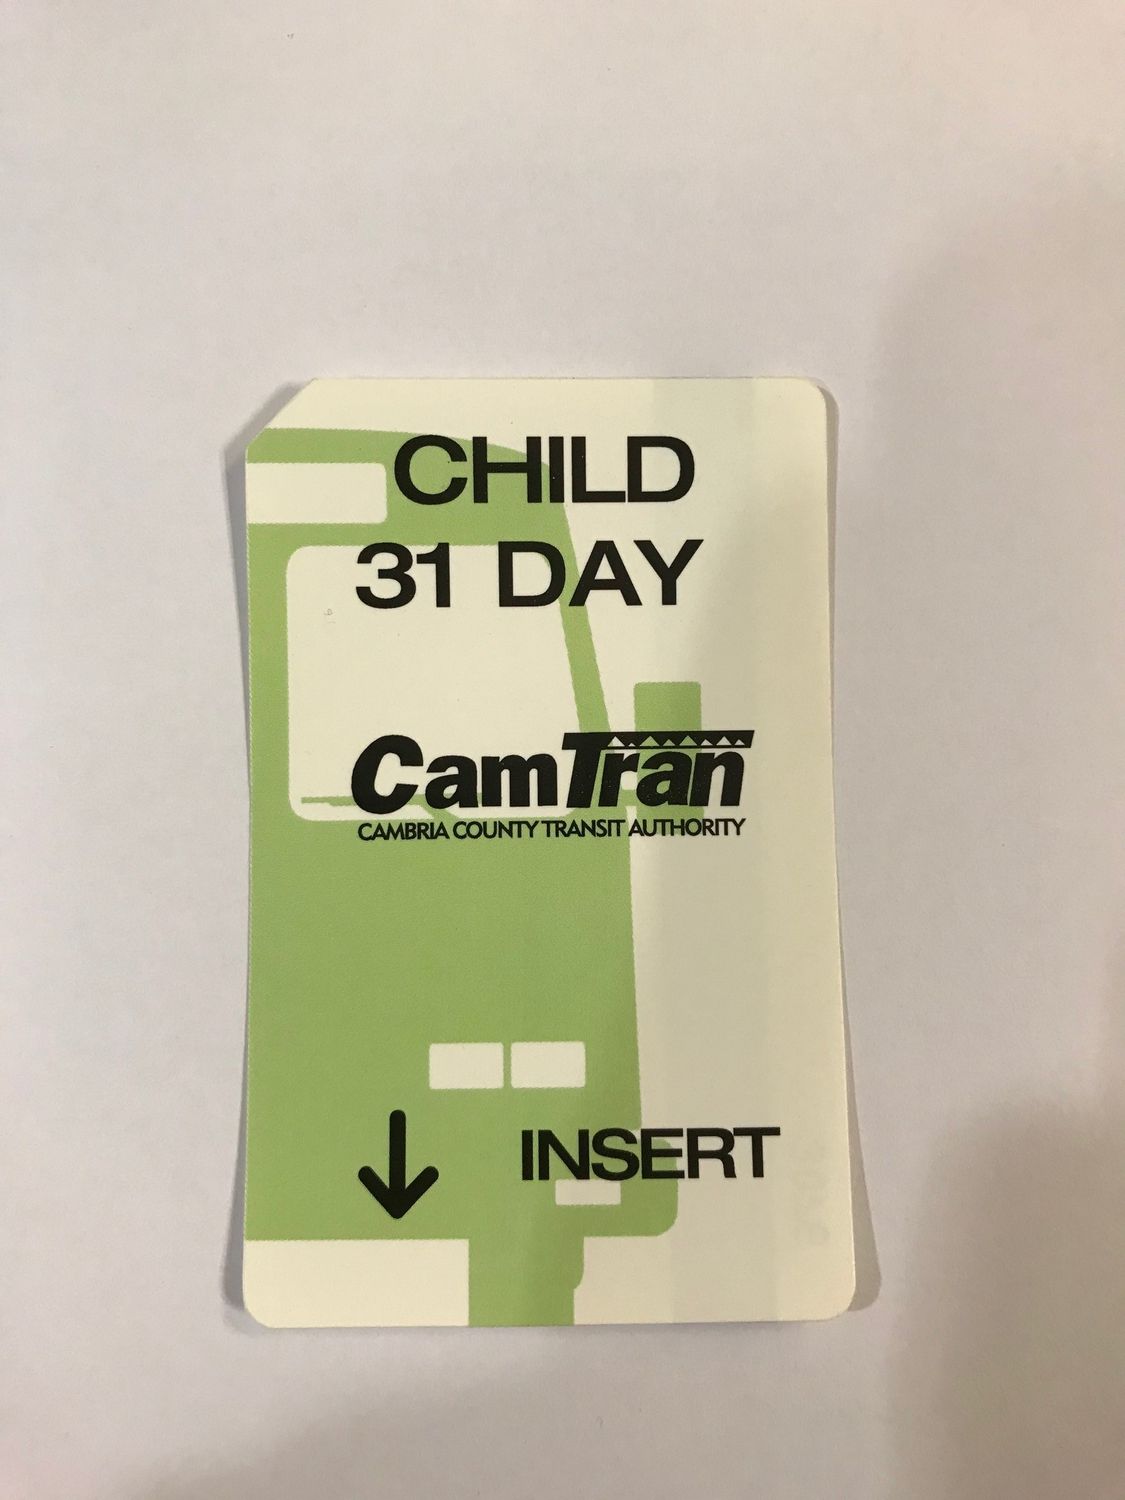 CHILD
31 DAY
CamTran
CAMBRIA COUNTY TRANSIT AUTHORITY
INSERT